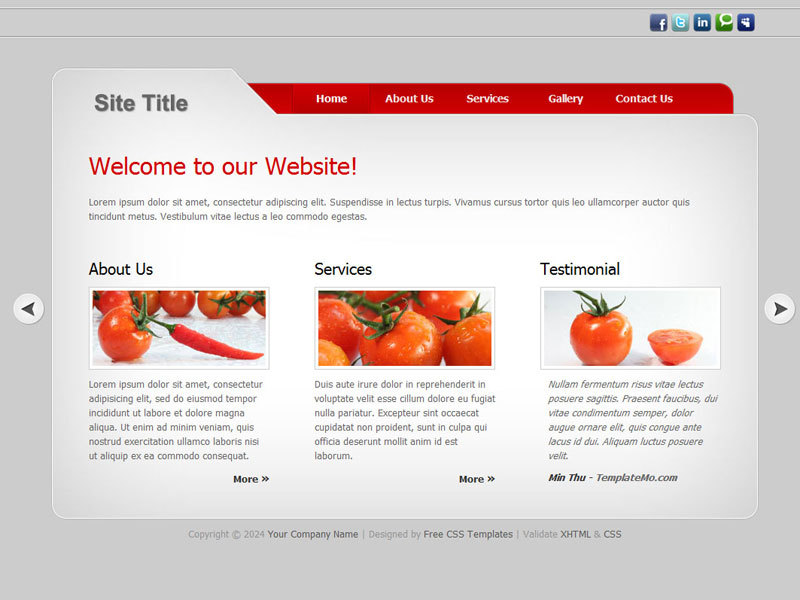 Site Title
Home About Us Services Gallery Contact Us
Welcome to our Website!
Lorem ipsum dolor sit amet, consectetur adipiscing elit. Suspendisse in lectus turpis. Vivamus cursus tortor quis leo ullamcorper auctor quis
tincidunt metus. Vestibulum vitae lectus a leo commodo egestas.
About Us
Lorem ipsum dolor sit amet, consectetur
adipisicing elit, sed do eiusmod tempor
incididunt ut labore et dolore magna
aliqua. Ut enim ad minim veniam, quis
nostrud exercitation ullamco laboris nisi
ut aliquip ex ea commodo consequat.
More »
Services
Duis aute irure dolor in reprehenderit in
voluptate velit esse cillum dolore eu fugiat
nulla pariatur. Excepteur sint occaecat
cupidatat non proident, sunt in culpa qui
officia deserunt mollit anim id est
laborum.
More »
Testimonial
Nullam fermentum risus vitae lectus
posuere sagittis. Praesent faucibus, dui
vitae condimentum semper, dolor
augue ornare elit, quis congue ante
lacus id dui. Aliquam luctus posuere
velit.
Min Thu - TemplateMo.com
Copyright © 2024 Your Company Name | Designed by Free CSS Templates | Validate XHTML & CSS